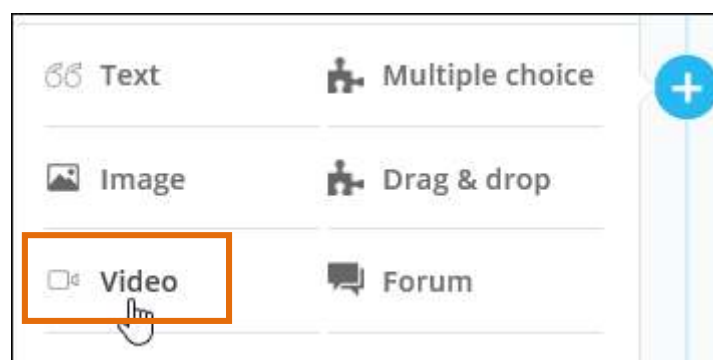 Text
Multiple choice
Image
Drag & drop
Video
Forum